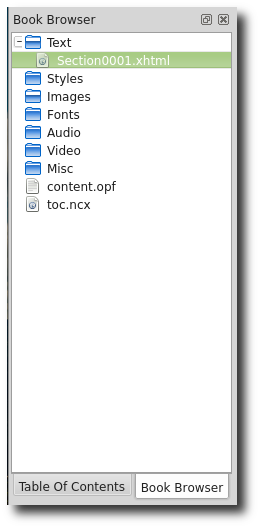 Book Browser
Text
Section0001.xhtml
Styles
Images
Fonts
Audio
Video
Misc
content.opf
toc.ncx
Table Of Contents
Book Browser